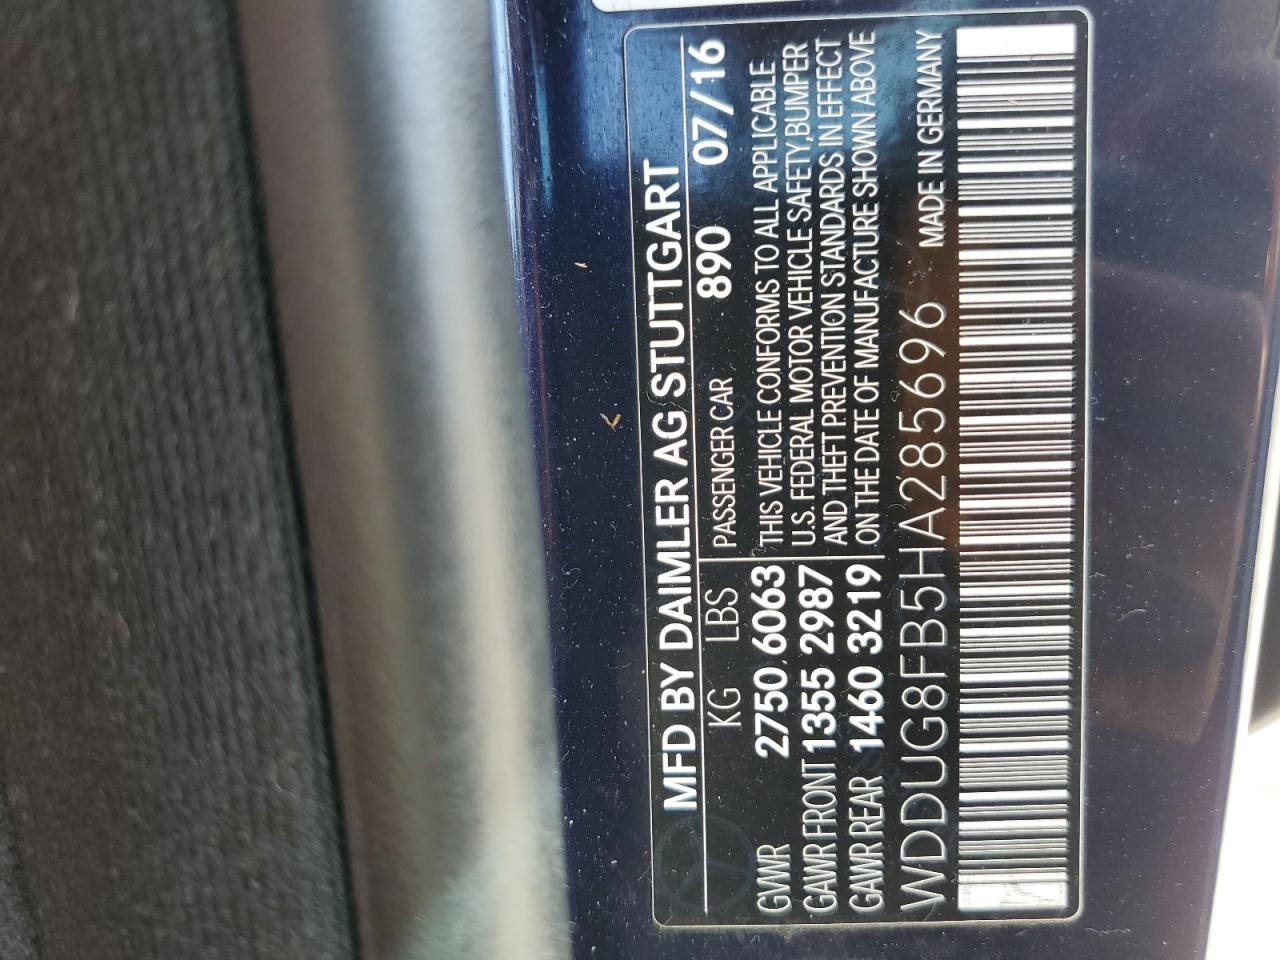 MFD BY DAIMLER AG STUTTGART
KG LBS PASSENGER CAR 890 07/16
GVWR 2750 6063 THIS VEHICLE CONFORMS TO ALL APPLICABLE
GAWR FRONT 1355 2987 U.S. FEDERAL MOTOR VEHICLE SAFETY,BUMPER
GAWR REAR 1460 3219 AND THEFT PREVENTION STANDARDS IN EFFECT
ON THE DATE OF MANUFACTURE SHOWN ABOVE
WDDUG8FB5HA285696 MADE IN GERMANY